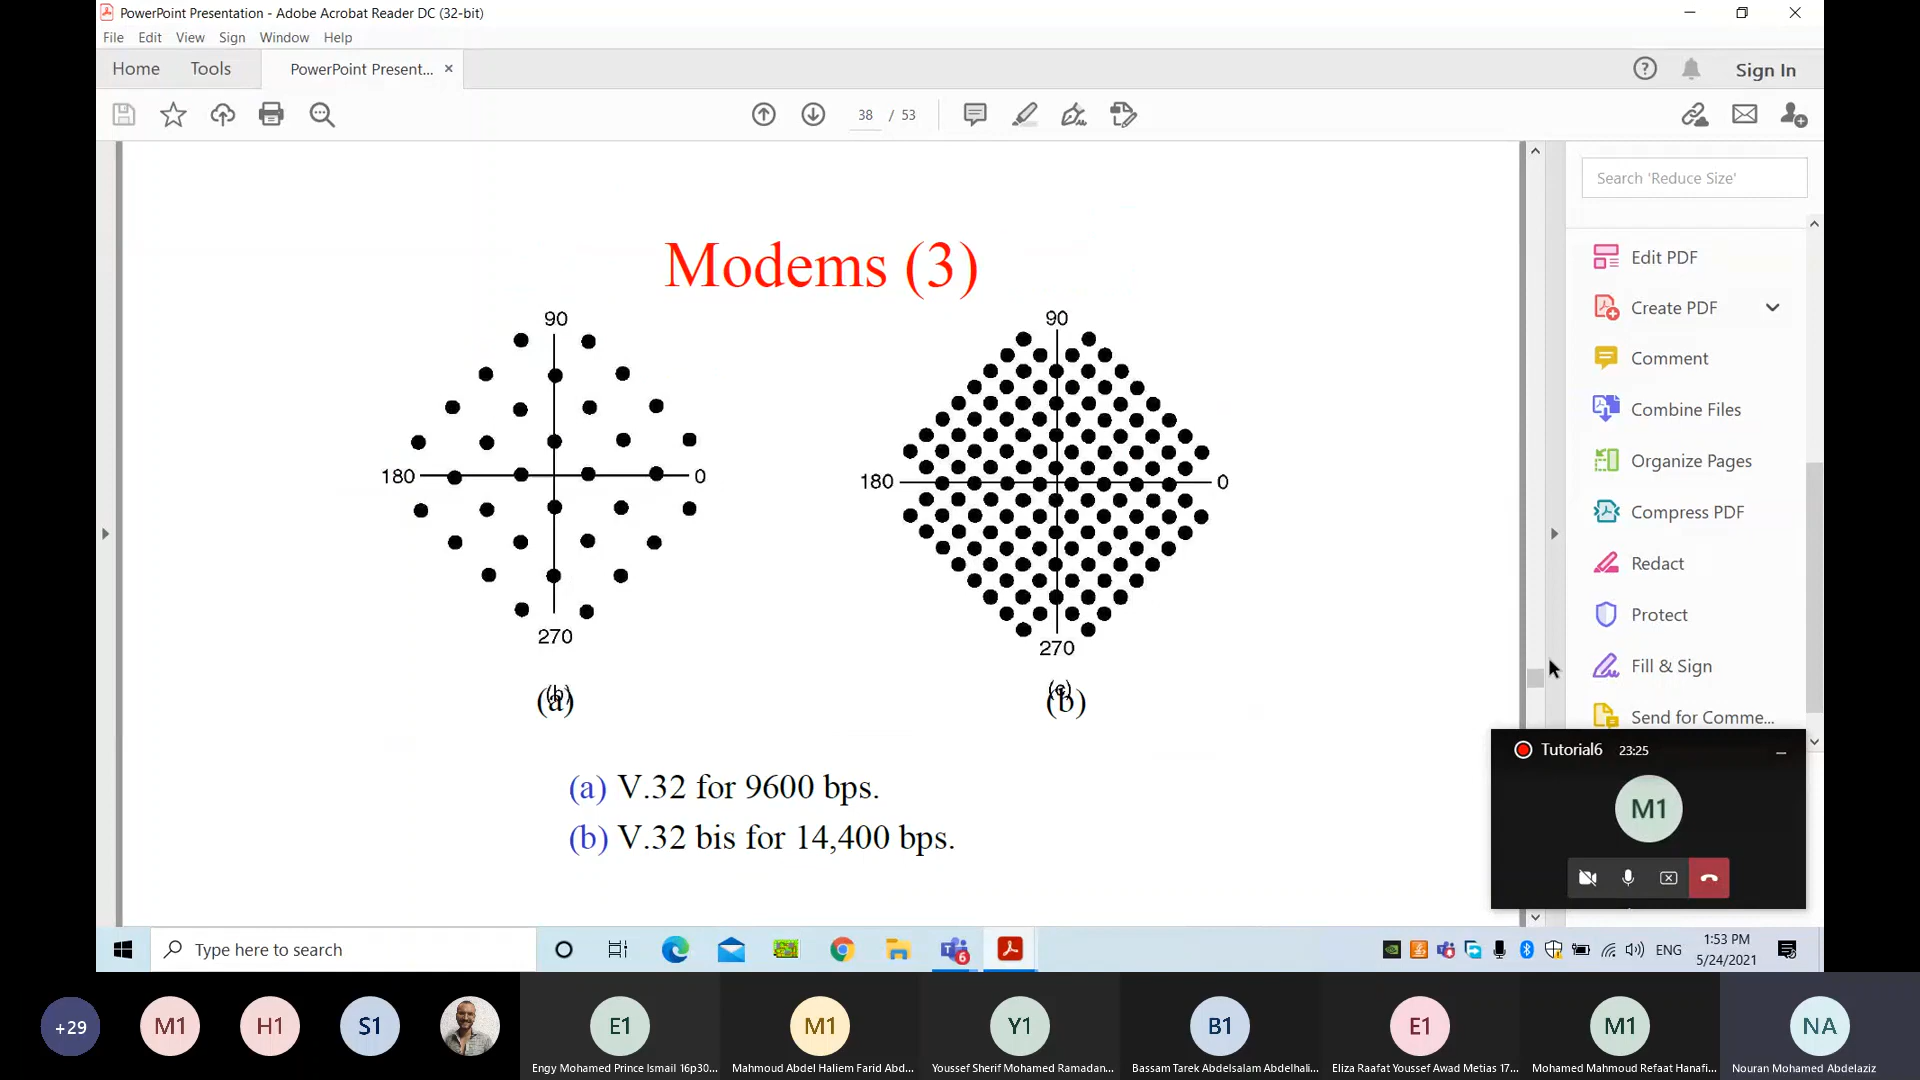 PowerPoint Presentation - Adobe Acrobat Reader DC (32-bit)
File Edit View Sign Window Help
Home Tools PowerPoint Present... ×
Sign In
38 / 53
Search 'Reduce Size'
Edit PDF
Create PDF
Comment
Combine Files
Organize Pages
Compress PDF
Redact
Protect
Fill & Sign
Send for Comme...
Modems (3)
90
180
0
270
(a)
(b)
90
180
0
270
(b)
(c)
(a) V.32 for 9600 bps.
(b) V.32 bis for 14,400 bps.
Tutorial6 23:25
M1
Type here to search
6
ENG
1:53 PM
5/24/2021
+29
M1
H1
S1
E1
M1
Y1
B1
E1
M1
NA
Engy Mohamed Prince Ismail 16p30...
Mahmoud Abdel Haliem Farid Abd...
Youssef Sherif Mohamed Ramadan...
Bassam Tarek Abdelsalam Abdelhali...
Eliza Raafat Youssef Awad Metias 17...
Mohamed Mahmoud Refaat Hanafi...
Nouran Mohamed Abdelaziz